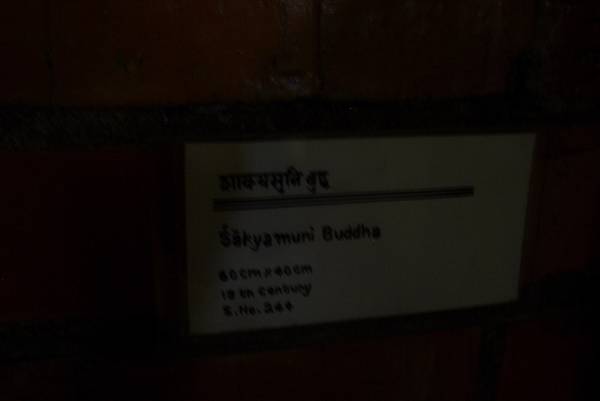 शाक्यमुनि बुद्ध
Śākyamuni Buddha
60cm x 40cm
19 th Century
S.No. 244